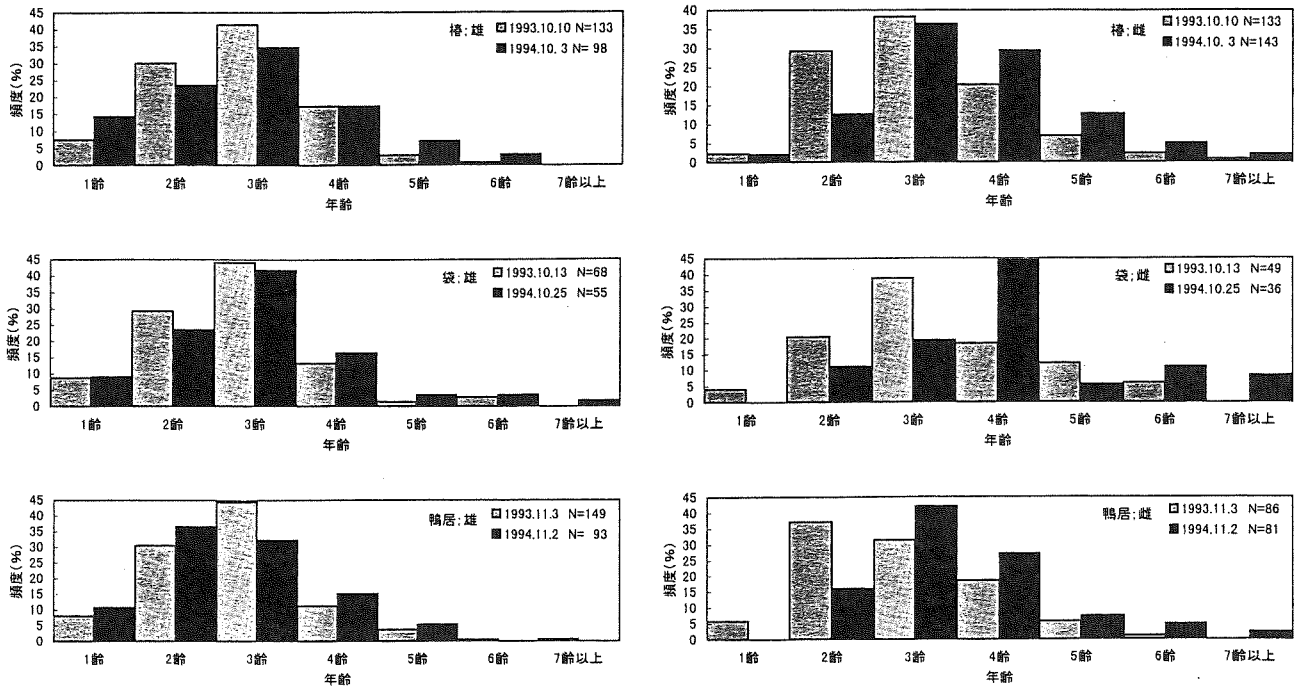 頻度(%)
45
40
35
30
25
20
15
10
5
0
椿;雄
1993.10.10 N=133
1994.10. 3 N= 98
1齢 2齢 3齢 4齢 5齢 6齢 7齢以上
年齢
頻度(%)
40
35
30
25
20
15
10
5
0
椿;雌
1993.10.10 N=133
1994.10. 3 N=143
1齢 2齢 3齢 4齢 5齢 6齢 7齢以上
年齢
頻度(%)
45
40
35
30
25
20
15
10
5
0
袋;雄
1993.10.13 N=68
1994.10.25 N=55
1齢 2齢 3齢 4齢 5齢 6齢 7齢以上
年齢
頻度(%)
45
40
35
30
25
20
15
10
5
0
袋;雌
1993.10.13 N=49
1994.10.25 N=36
1齢 2齢 3齢 4齢 5齢 6齢 7齢以上
年齢
頻度(%)
45
40
35
30
25
20
15
10
5
0
鴨居;雄
1993.11.3 N=149
1994.11.2 N= 93
1齢 2齢 3齢 4齢 5齢 6齢 7齢以上
年齢
頻度(%)
45
40
35
30
25
20
15
10
5
0
鴨居;雌
1993.11.3 N=86
1994.11.2 N=81
1齢 2齢 3齢 4齢 5齢 6齢 7齢以上
年齢